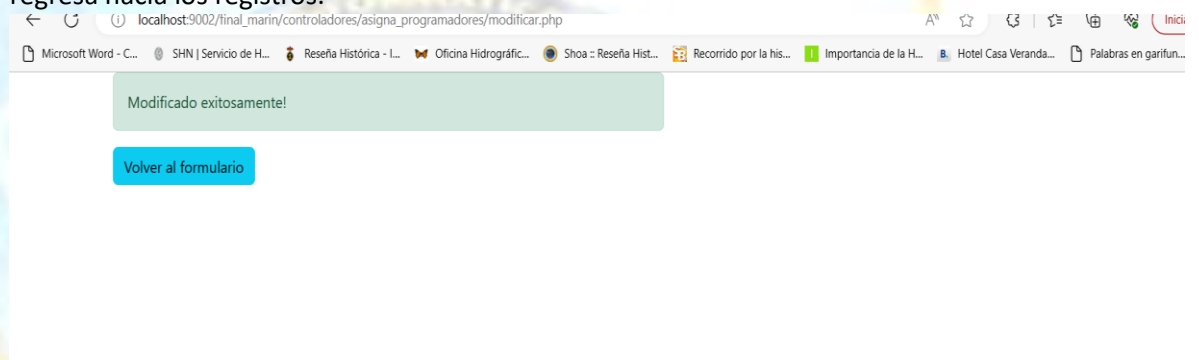 regresa hacia los registros.
localhost:9002/final_marin/controladores/asigna_programadores/modificar.php
Microsoft Word - C... SHN | Servicio de H... Reseña Histórica - I... Oficina Hidrográfic... Shoa :: Reseña Hist... Recorrido por la his... Importancia de la H... Hotel Casa Veranda... Palabras en garifun...
Modificado exitosamente!
Volver al formulario